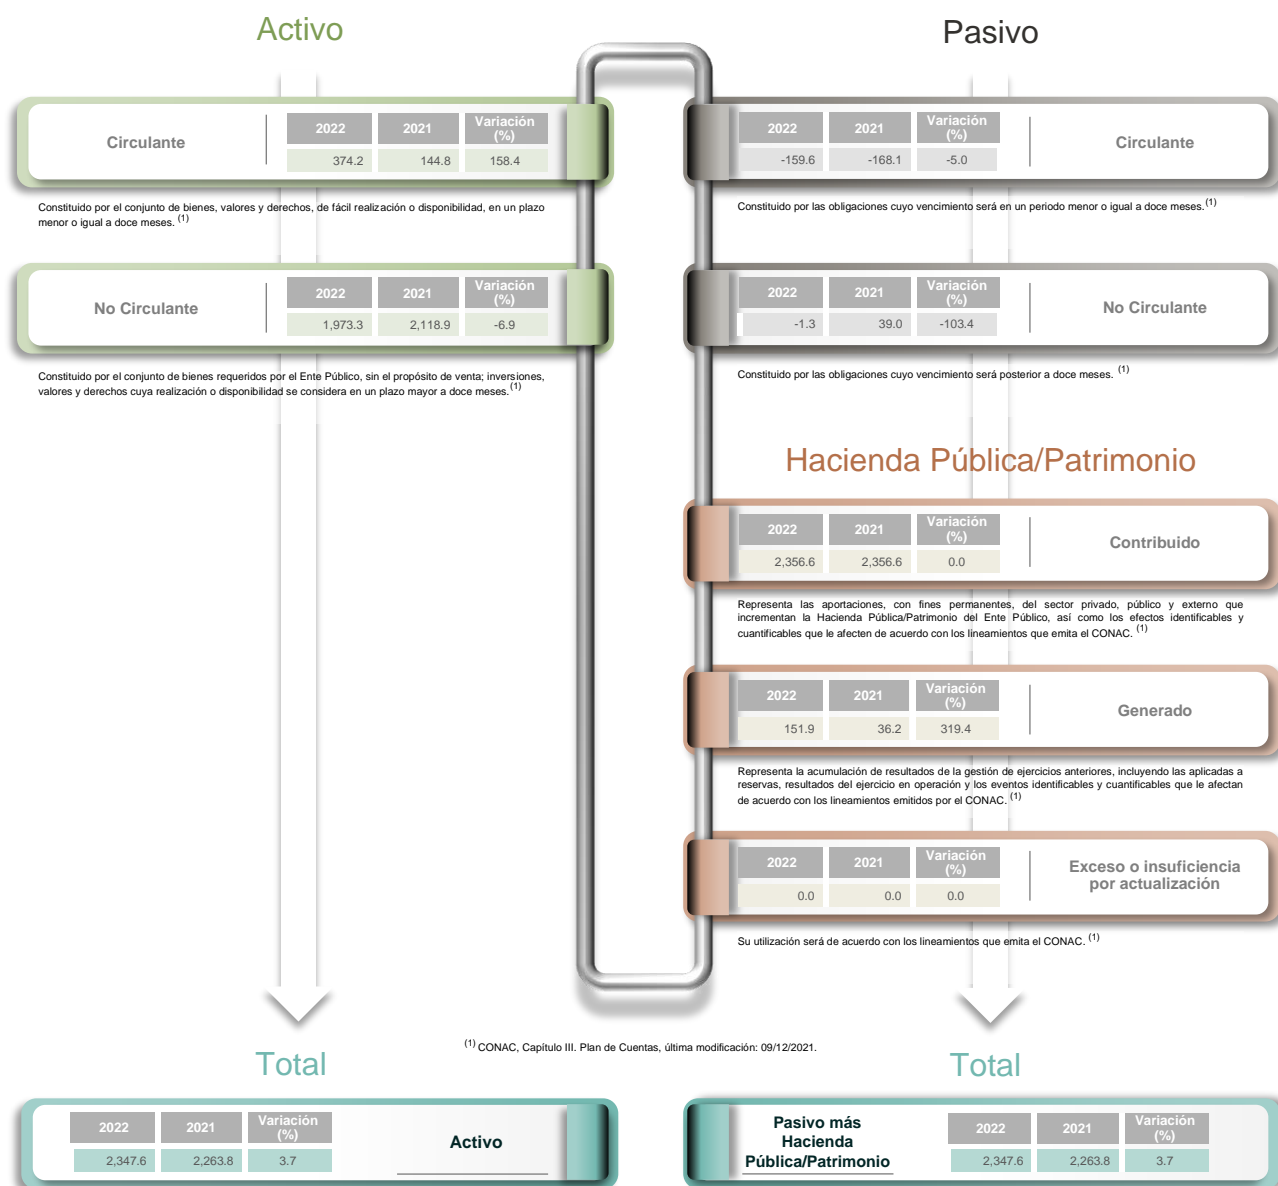 Activo
Circulante
2022 2021 Variación (%)
374.2 144.8 158.4
Constituido por el conjunto de bienes, valores y derechos, de fácil realización o disponibilidad, en un plazo
menor o igual a doce meses. (1)
No Circulante
2022 2021 Variación (%)
1,973.3 2,118.9 -6.9
Constituido por el conjunto de bienes requeridos por el Ente Público, sin el propósito de venta; inversiones,
valores y derechos cuya realización o disponibilidad se considera en un plazo mayor a doce meses. (1)
Pasivo
2022 2021 Variación (%)
-159.6 -168.1 -5.0
Circulante
Constituido por las obligaciones cuyo vencimiento será en un periodo menor o igual a doce meses. (1)
2022 2021 Variación (%)
-1.3 39.0 -103.4
No Circulante
Constituido por las obligaciones cuyo vencimiento será posterior a doce meses. (1)
Hacienda Pública/Patrimonio
2022 2021 Variación (%)
2,356.6 2,356.6 0.0
Contribuido
Representa las aportaciones, con fines permanentes, del sector privado, público y externo que
incrementan la Hacienda Pública/Patrimonio del Ente Público, así como los efectos identificables y
cuantificables que le afecten de acuerdo con los lineamientos que emita el CONAC. (1)
2022 2021 Variación (%)
151.9 36.2 319.4
Generado
Representa la acumulación de resultados de la gestión de ejercicios anteriores, incluyendo las aplicadas a
reservas, resultados del ejercicio en operación y los eventos identificables y cuantificables que le afectan
de acuerdo con los lineamientos emitidos por el CONAC. (1)
2022 2021 Variación (%)
0.0 0.0 0.0
Exceso o insuficiencia
por actualización
Su utilización será de acuerdo con los lineamientos que emita el CONAC. (1)
(1) CONAC, Capítulo III. Plan de Cuentas, última modificación: 09/12/2021.
Total
2022 2021 Variación (%)
2,347.6 2,263.8 3.7
Activo
Total
Pasivo más
Hacienda
Pública/Patrimonio
2022 2021 Variación (%)
2,347.6 2,263.8 3.7